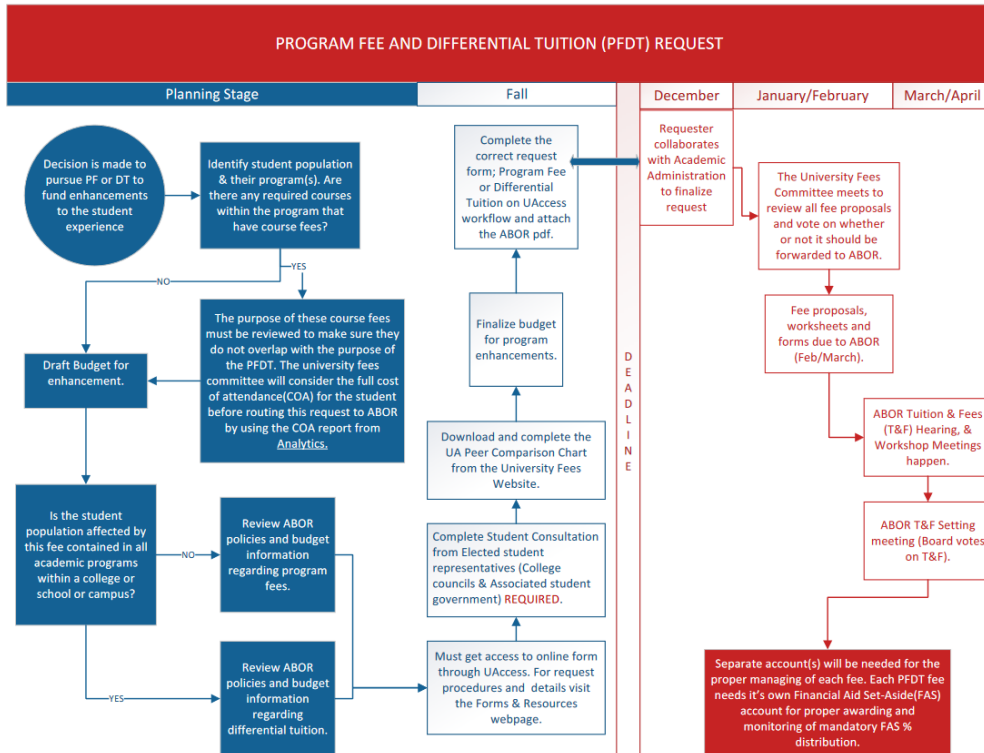 PROGRAM FEE AND DIFFERENTIAL TUITION (PFDT) REQUEST
Planning Stage
Fall
December
January/February
March/April
Decision is made to
pursue PF or DT to
fund enhancements
to the student
experience
Identify student population
& their program(s). Are
there any required courses
within the program that
have course fees?
YES
NO
The purpose of these course fees
must be reviewed to make sure they
do not overlap with the purpose of
the PFDT. The university fees
committee will consider the full cost
of attendance(COA) for the student
before routing this request to ABOR
by using the COA report from
Analytics.
Draft Budget for
enhancement.
Is the student
population affected by
this fee contained in all
academic programs
within a college or
school or campus?
NO
Review ABOR
policies and budget
information
regarding program
fees.
YES
Review ABOR
policies and budget
information
regarding
differential tuition.
Must get access to online form
through UAccess. For request
procedures and details visit
the Forms & Resources
webpage.
Complete Student Consultation
from Elected student
representatives (College
councils & Associated student
government) REQUIRED.
Download and complete the
UA Peer Comparison Chart
from the University Fees
Website.
Finalize budget
for program
enhancements.
Complete the
correct request
form; Program Fee
or Differential
Tuition on UAccess
workflow and attach
the ABOR pdf.
DEADLINE
Requester
collaborates
with Academic
Administration
to finalize
request
The University Fees
Committee meets to
review all fee proposals
and vote on whether
or not it should be
forwarded to ABOR.
Fee proposals,
worksheets and
forms due to ABOR
(Feb/March).
ABOR Tuition & Fees
(T&F) Hearing, &
Workshop Meetings
happen.
ABOR T&F Setting
meeting (Board votes
on T&F).
Separate account(s) will be needed for the
proper managing of each fee. Each PFDT fee
needs it's own Financial Aid Set-Aside(FAS)
account for proper awarding and
monitoring of mandatory FAS %
distribution.